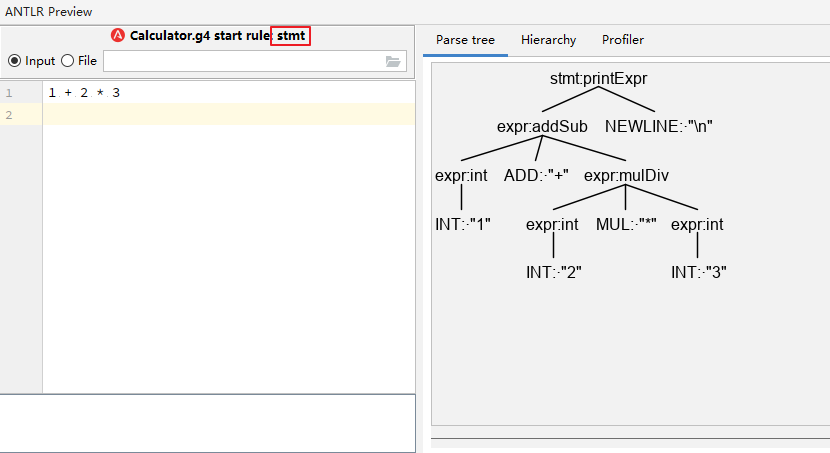 ANTLR Preview
Calculator.g4 start rule: stmt
Input File
1 1 + 2 * 3
2
Parse tree Hierarchy Profiler
stmt:printExpr
expr:addSub NEWLINE:·"\n"
expr:int ADD:·"+" expr:mulDiv
INT:·"1" expr:int MUL:·"*" expr:int
INT:·"2" INT:·"3"